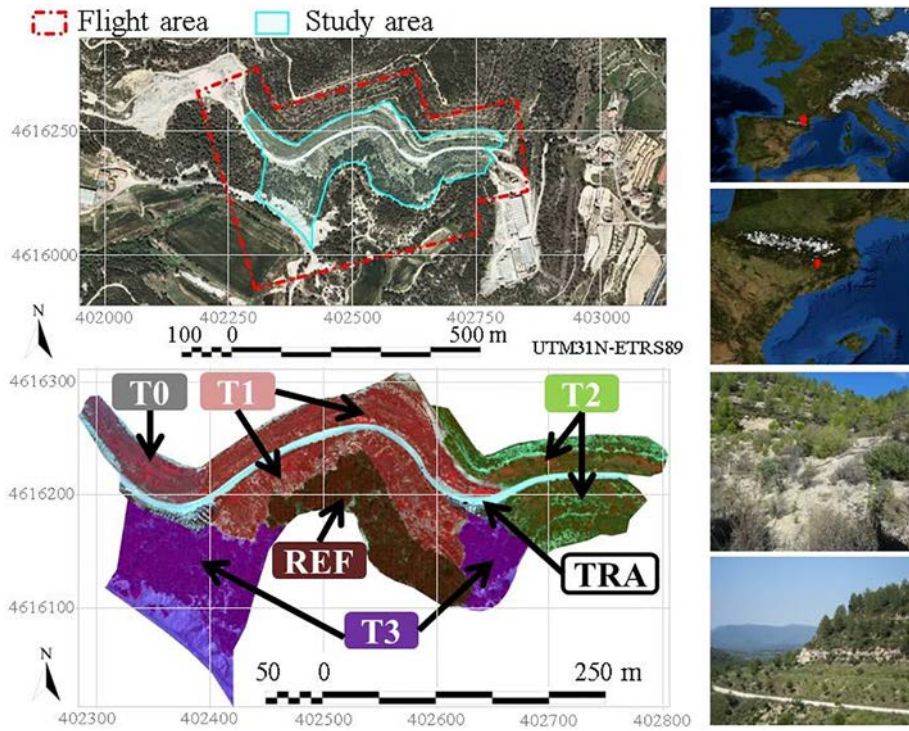 Flight area Study area
4616250
4616000
402000 402250 402500 402750 403000
N
100 0 500 m
UTM31N-ETRS89
4616300
T0 T1 T2
4616200
REF TRA
T3
4616100
N
50 0 250 m
402300 402400 402500 402600 402700 402800